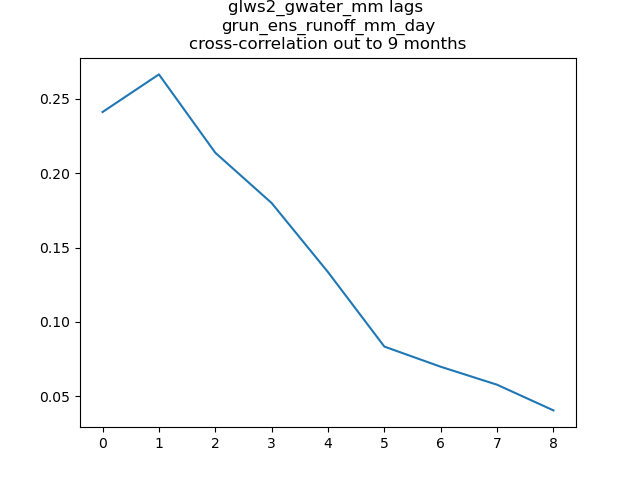 glws2_gwater_mm lags
grun_ens_runoff_mm_day
cross-correlation out to 9 months
0.25
0.20
0.15
0.10
0.05
0 1 2 3 4 5 6 7 8